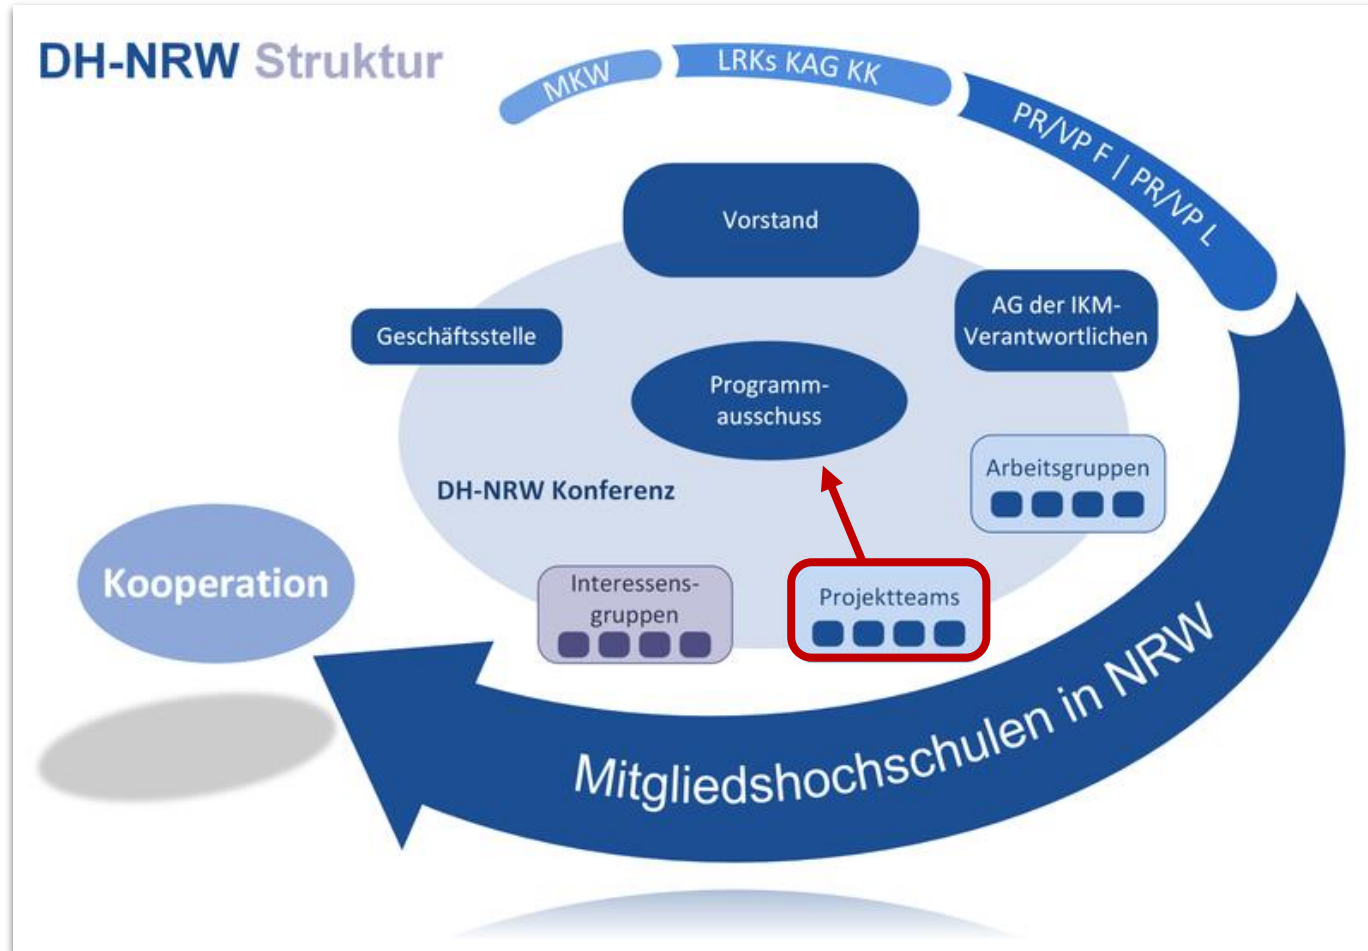 DH-NRW Struktur
MKW
LRKs KAG KK
PR/VP F | PR/VP L
Vorstand
Geschäftsstelle
AG der IKM-
Verantwortlichen
Programm-
ausschuss
Arbeitsgruppen
DH-NRW Konferenz
Kooperation
Interessens-
gruppen
Projektteams
Mitgliedshochschulen in NRW